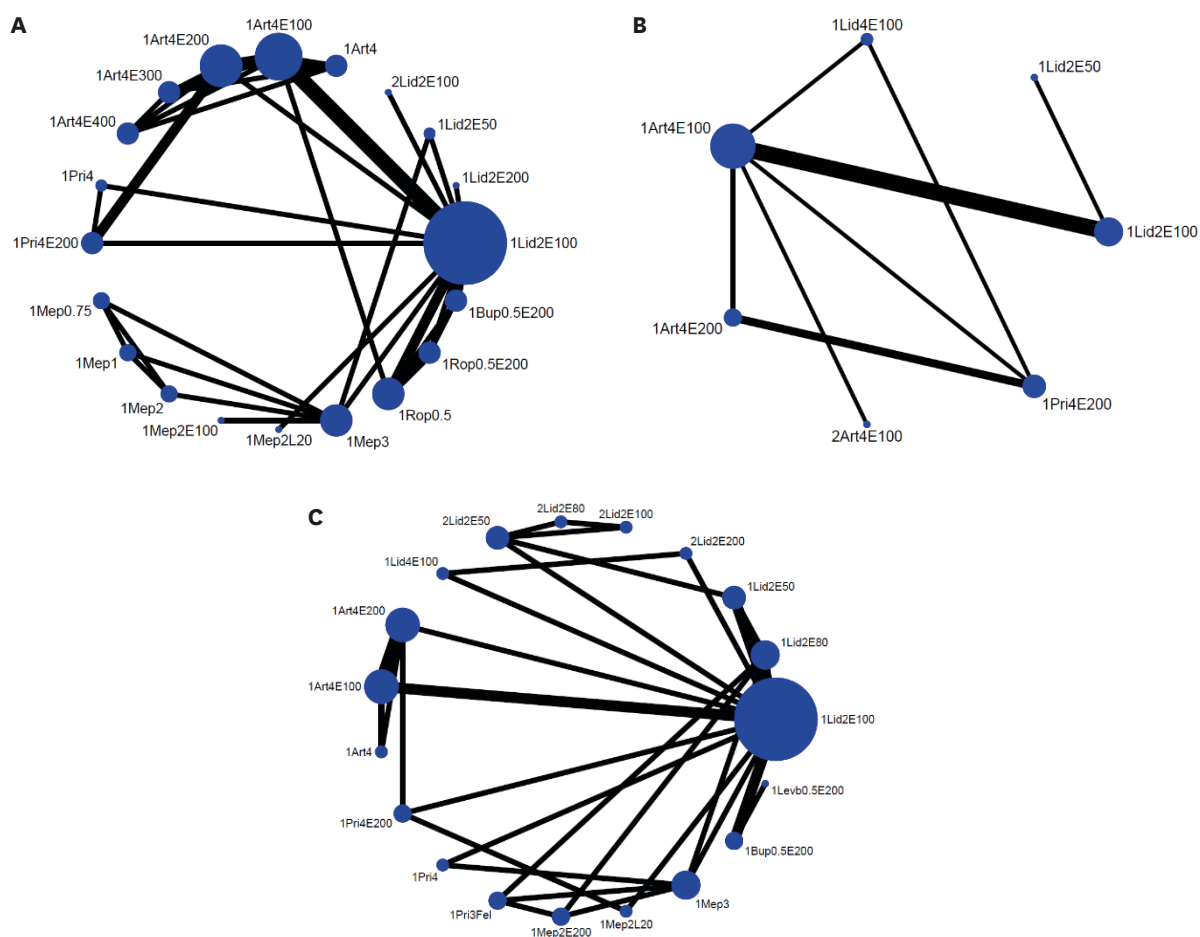 A
1Art4E100
1Art4E200
1Art4
1Art4E300
2Lid2E100
1Art4E400
1Lid2E50
1Pri4
1Lid2E200
1Pri4E200
1Lid2E100
1Mep0.75
1Bup0.5E200
1Mep1
1Rop0.5E200
1Mep2
1Rop0.5
1Mep2E100
1Mep2L20
1Mep3
B
1Lid4E100
1Lid2E50
1Art4E100
1Lid2E100
1Art4E200
1Pri4E200
2Art4E100
C
2Lid2E80
2Lid2E100
2Lid2E50
2Lid2E200
1Lid4E100
1Lid2E50
1Art4E200
1Lid2E80
1Art4E100
1Lid2E100
1Art4
1Levb0.5E200
1Pri4E200
1Bup0.5E200
1Pri4
1Mep3
1Pri3Fel
1Mep2L20
1Mep2E200